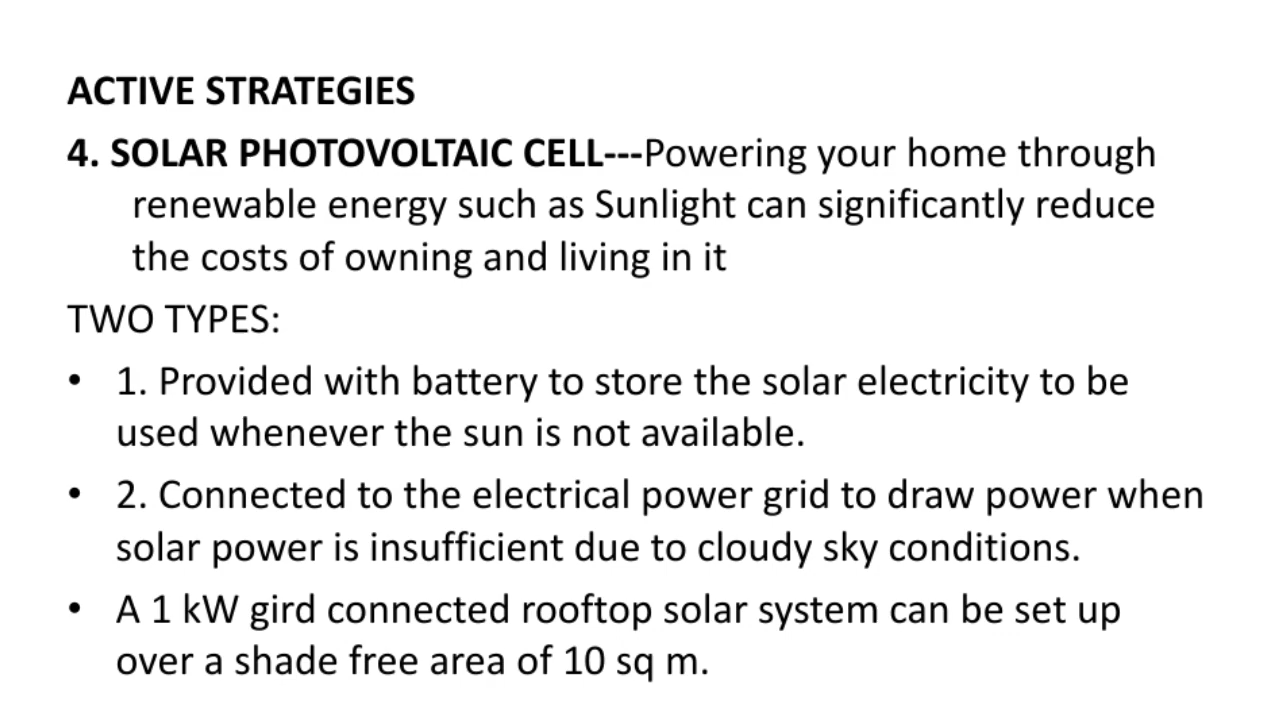 ACTIVE STRATEGIES
4. SOLAR PHOTOVOLTAIC CELL---Powering your home through
renewable energy such as Sunlight can significantly reduce
the costs of owning and living in it
TWO TYPES:
• 1. Provided with battery to store the solar electricity to be
used whenever the sun is not available.
• 2. Connected to the electrical power grid to draw power when
solar power is insufficient due to cloudy sky conditions.
• A 1 kW gird connected rooftop solar system can be set up
over a shade free area of 10 sq m.